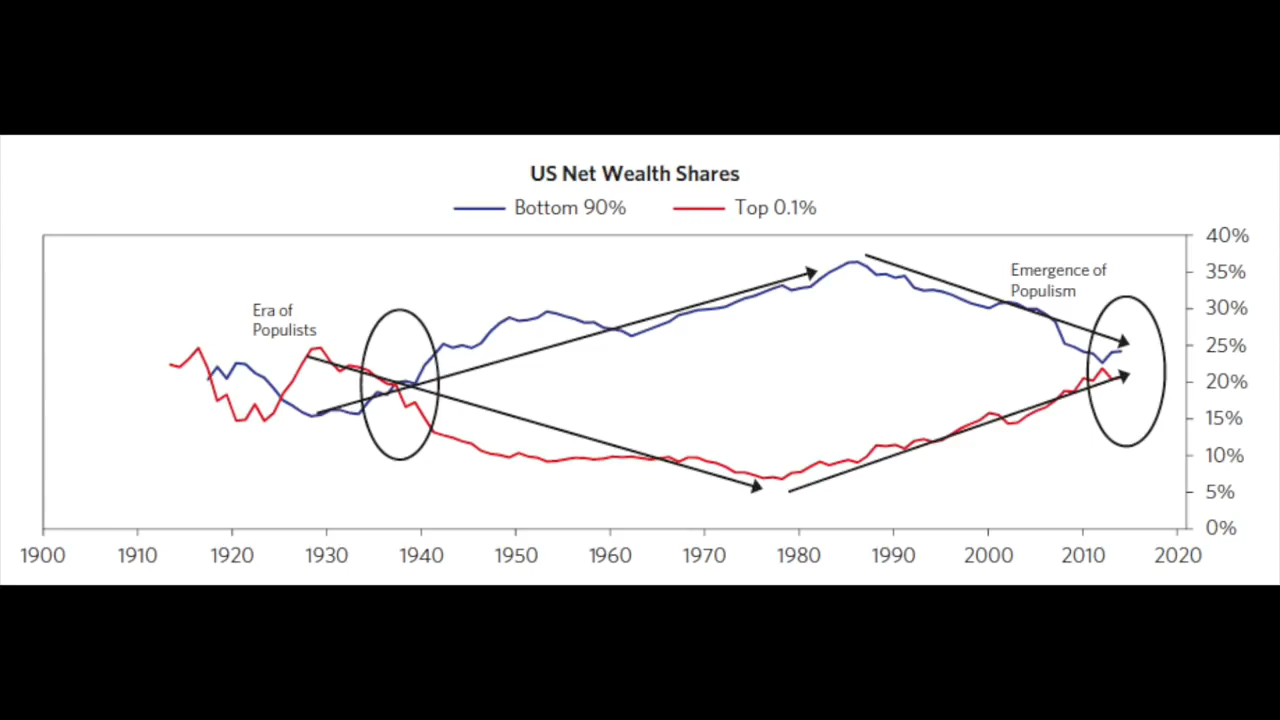 US Net Wealth Shares
Bottom 90% Top 0.1%
40%
Emergence of
Populism
35%
Era of
Populists
30%
25%
20%
15%
10%
5%
0%
1900 1910 1920 1930 1940 1950 1960 1970 1980 1990 2000 2010 2020